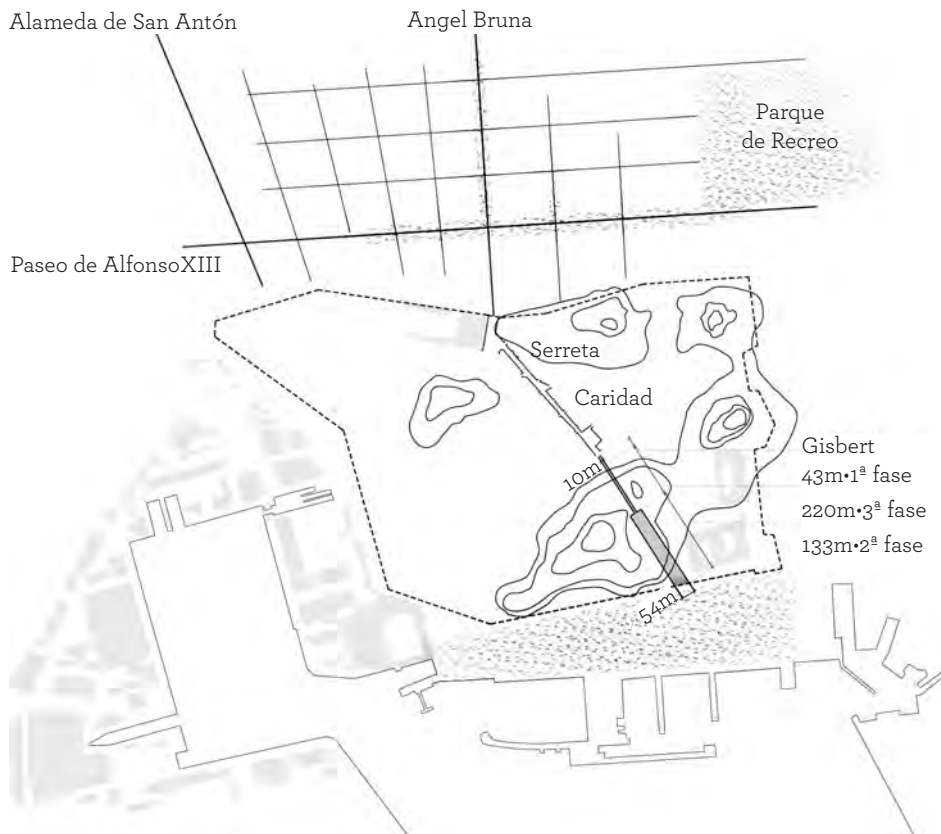 Alameda de San Antón
Angel Bruna
Parque
de Recreo
Paseo de AlfonsoXIII
Serreta
Caridad
Gisbert
43m•1ª fase
220m•3ª fase
133m•2ª fase
10m
54m